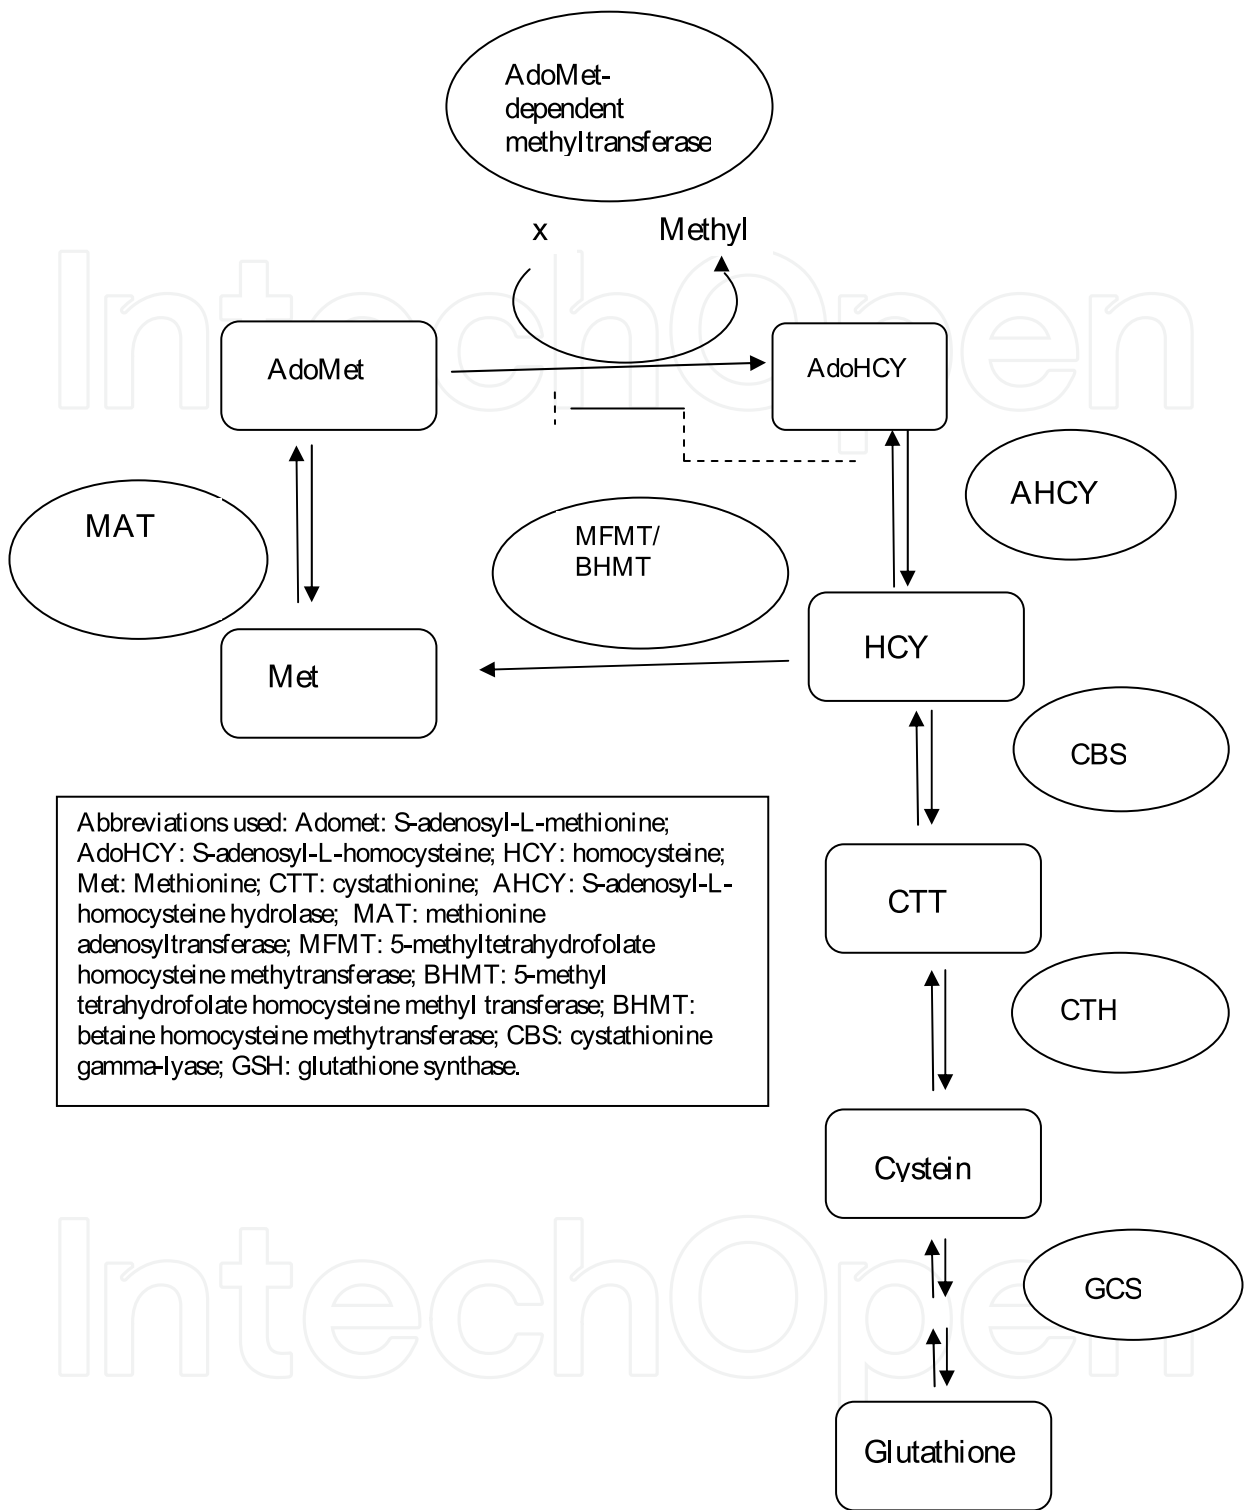 AdoMet-
dependent
methyltransferase
x Methyl
AdoMet
AdoHCY
MAT
MFMT/
BHMT
AHCY
Met
HCY
CBS
Abbreviations used: Adomet: S-adenosyl-L-methionine;
AdoHCY: S-adenosyl-L-homocysteine; HCY: homocysteine;
Met: Methionine; CTT: cystathionine; AHCY: S-adenosyl-L-
homocysteine hydrolase; MAT: methionine
adenosyltransferase; MFMT: 5-methyltetrahydrofolate
homocysteine methytransferase; BHMT: 5-methyl
tetrahydrofolate homocysteine methyl transferase; BHMT:
betaine homocysteine methytransferase; CBS: cystathionine
gamma-lyase; GSH: glutathione synthase.
CTT
CTH
Cystein
GCS
Glutathione
IntechOpen
IntechOpen